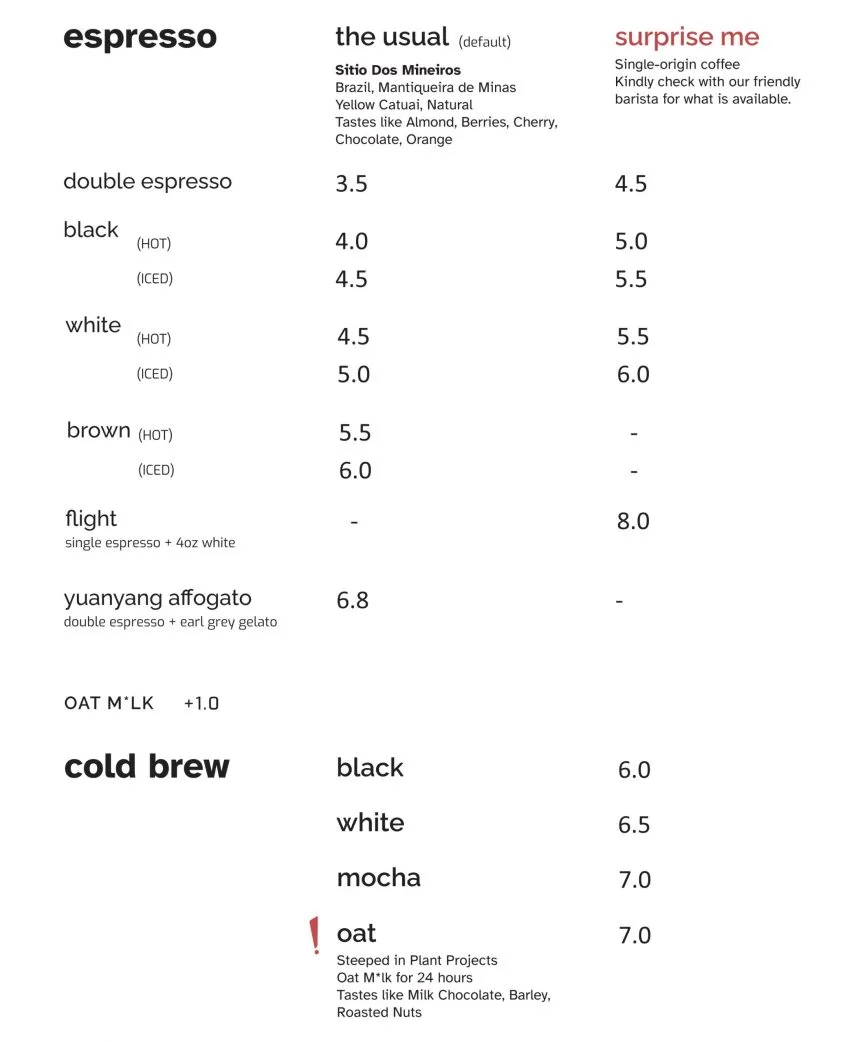 espresso the usual (default) surprise me
Sitio Dos Mineiros
Brazil, Mantiqueira de Minas
Yellow Catuai, Natural
Tastes like Almond, Berries, Cherry,
Chocolate, Orange
Single-origin coffee
Kindly check with our friendly
barista for what is available.
double espresso 3.5 4.5
black (HOT) 4.0 5.0
(ICED) 4.5 5.5
white (HOT) 4.5 5.5
(ICED) 5.0 6.0
brown (HOT) 5.5 -
(ICED) 6.0 -
flight - 8.0
single espresso + 4oz white
yuanyang affogato 6.8 -
double espresso + earl grey gelato
OAT M*LK +1.0
cold brew black 6.0
white 6.5
mocha 7.0
! oat 7.0
Steeped in Plant Projects
Oat M*lk for 24 hours
Tastes like Milk Chocolate, Barley,
Roasted Nuts